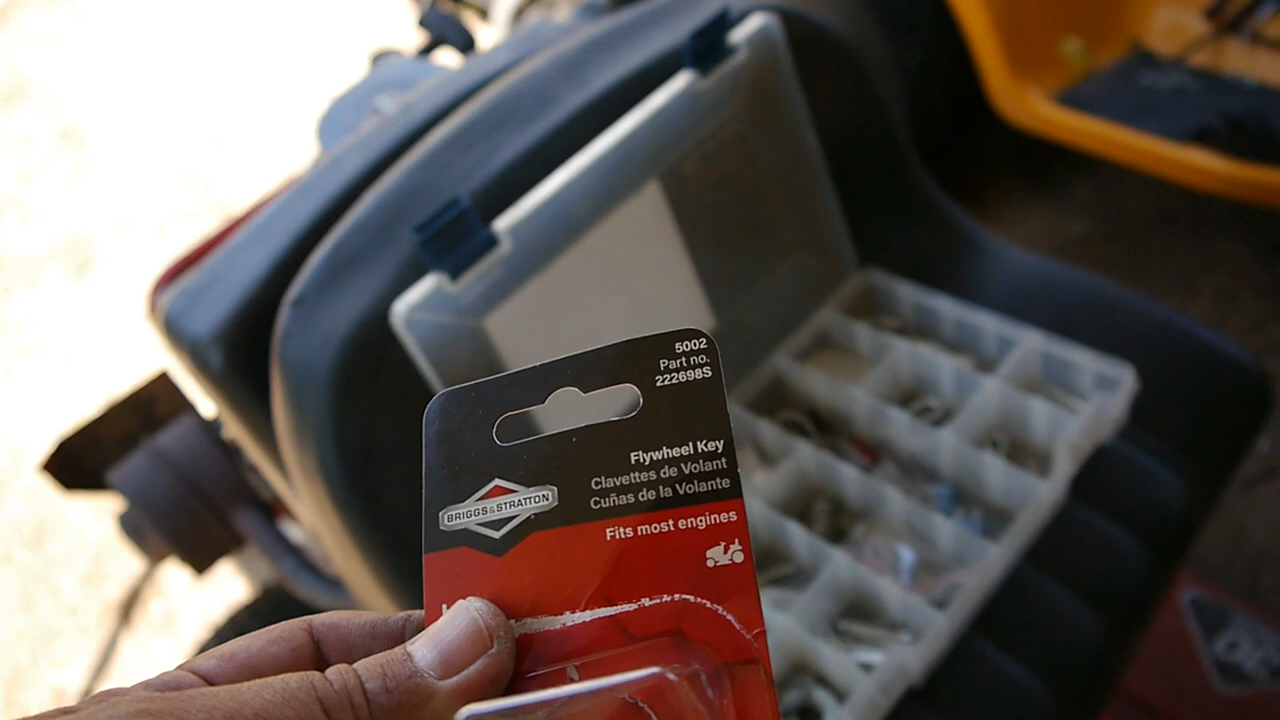 5002
Part no.
222698S
Flywheel Key
Clavettes de Volant
Cuñas de la Volante
BRIGGS&STRATTON
Fits most engines